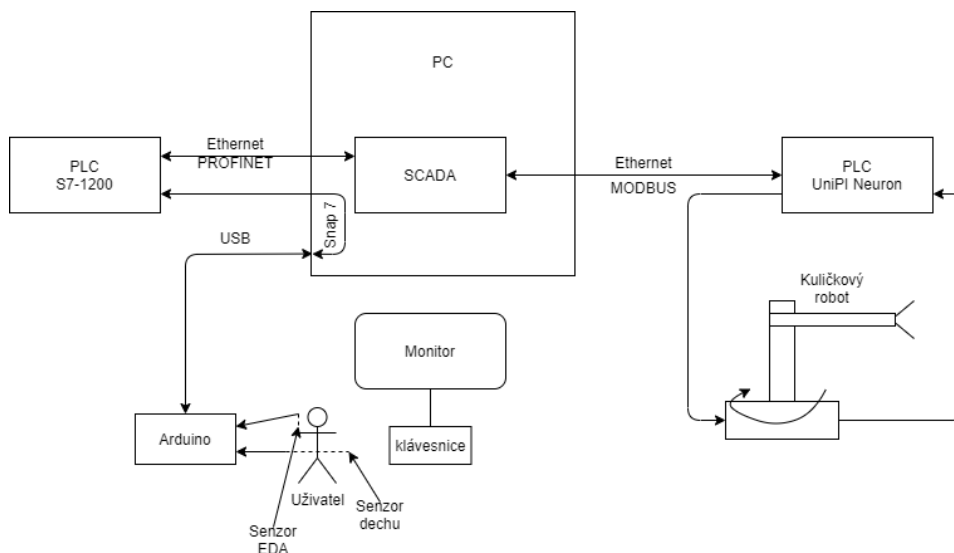 PC
Ethernet
PROFINET
PLC
S7-1200
SCADA
Ethernet
MODBUS
PLC
UniPI Neuron
Snap 7
USB
Kuličkový
robot
Monitor
Arduino
klávesnice
Uživatel
Senzor
dechu
Senzor
EDA